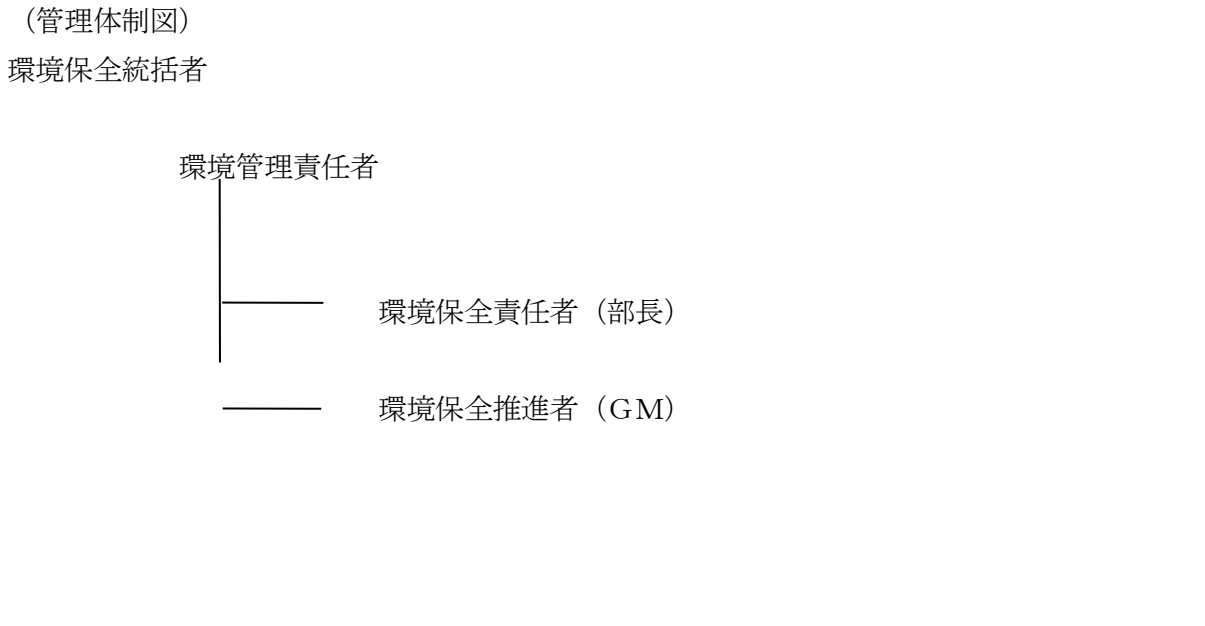 （管理体制図）
環境保全統括者
環境管理責任者
環境保全責任者（部長）
環境保全推進者（ＧＭ）